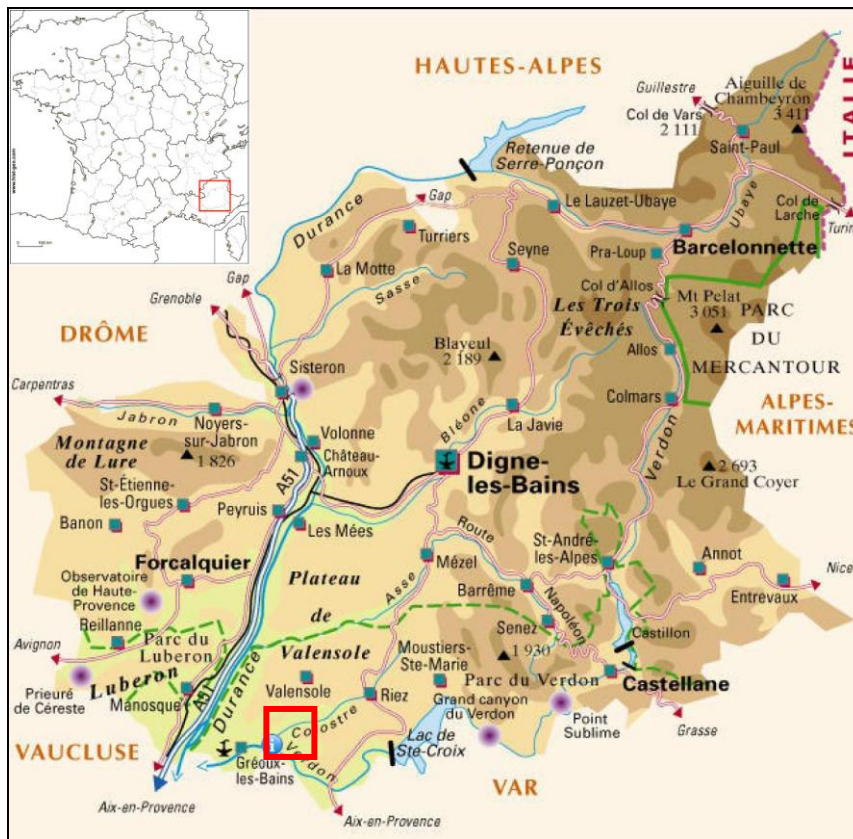 HAUTES-ALPES
ITALIE
Guillestre
Aiguille de
Chambeyron
3 411
Col de Vars
2 111
Saint-Paul
Retenue de
Serre-Ponçon
Ubaye
Col de
Larche
Turin
Le Lauzet-Ubaye
Gap
Durance
Turriers
Seyne
Pra-Loup
Barcelonnette
La Motte
Sasse
Gap
Grenoble
Col d'Allos
Les Trois
Évêchés
Mt Pelat
3 051
PARC
DU
MERCANTOUR
DRÔME
Blayeul
2 189
Allos
Sisteron
Carpentras
Jabron
Noyers-
sur-Jabron
Colmars
ALPES-
MARITIMES
Bléone
La Javie
Verdon
Volonne
Château-
Arnoux
Montagne
de Lure
1 826
A51
Digne-
les-Bains
2 693
Le Grand Coyer
St-Étienne-
les-Orgues
Banon
Peyruis
Les Mées
Route
Napoléon
St-André-
les-Alpes
Annot
Nice
Forcalquier
Mézel
Entrevaux
Observatoire
de Haute-
Provence
Plateau
de
Valensole
Asse
Barrême
Reillanne
Avignon
Parc du
Luberon
Senez
Castillon
Moustiers-
Ste-Marie
1 930
Luberon
Prieuré
de Céreste
Manosque
A51
Durance
Valensole
Riez
Parc du Verdon
Castellane
Grand canyon
du Verdon
Point
Sublime
Grasse
VAUCLUSE
Colostre
Verdon
Gréoux-
les-Bains
Lac de
Ste-Croix
VAR
Aix-en-Provence
Aix-en-Provence